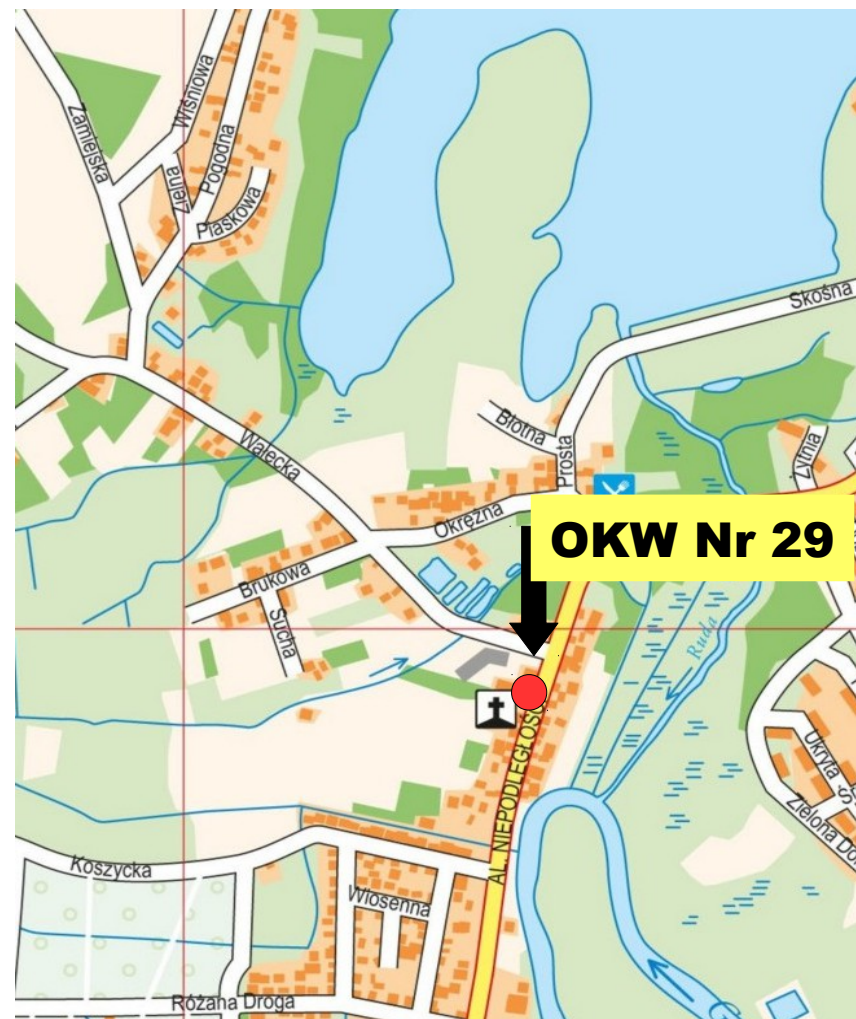 Zamiejska
Wiśniowa
Zielna
Pogodna
Piaskowa
Skośna
Błotna
Prosta
Żytnia
Wałecka
Okrężna
OKW Nr 29
Brukowa
Sucha
Ruda
AL. NIEPODLEGŁOŚCI
Ukryta
Zielona Do
Koszycka
Wiosenna
Różana Droga